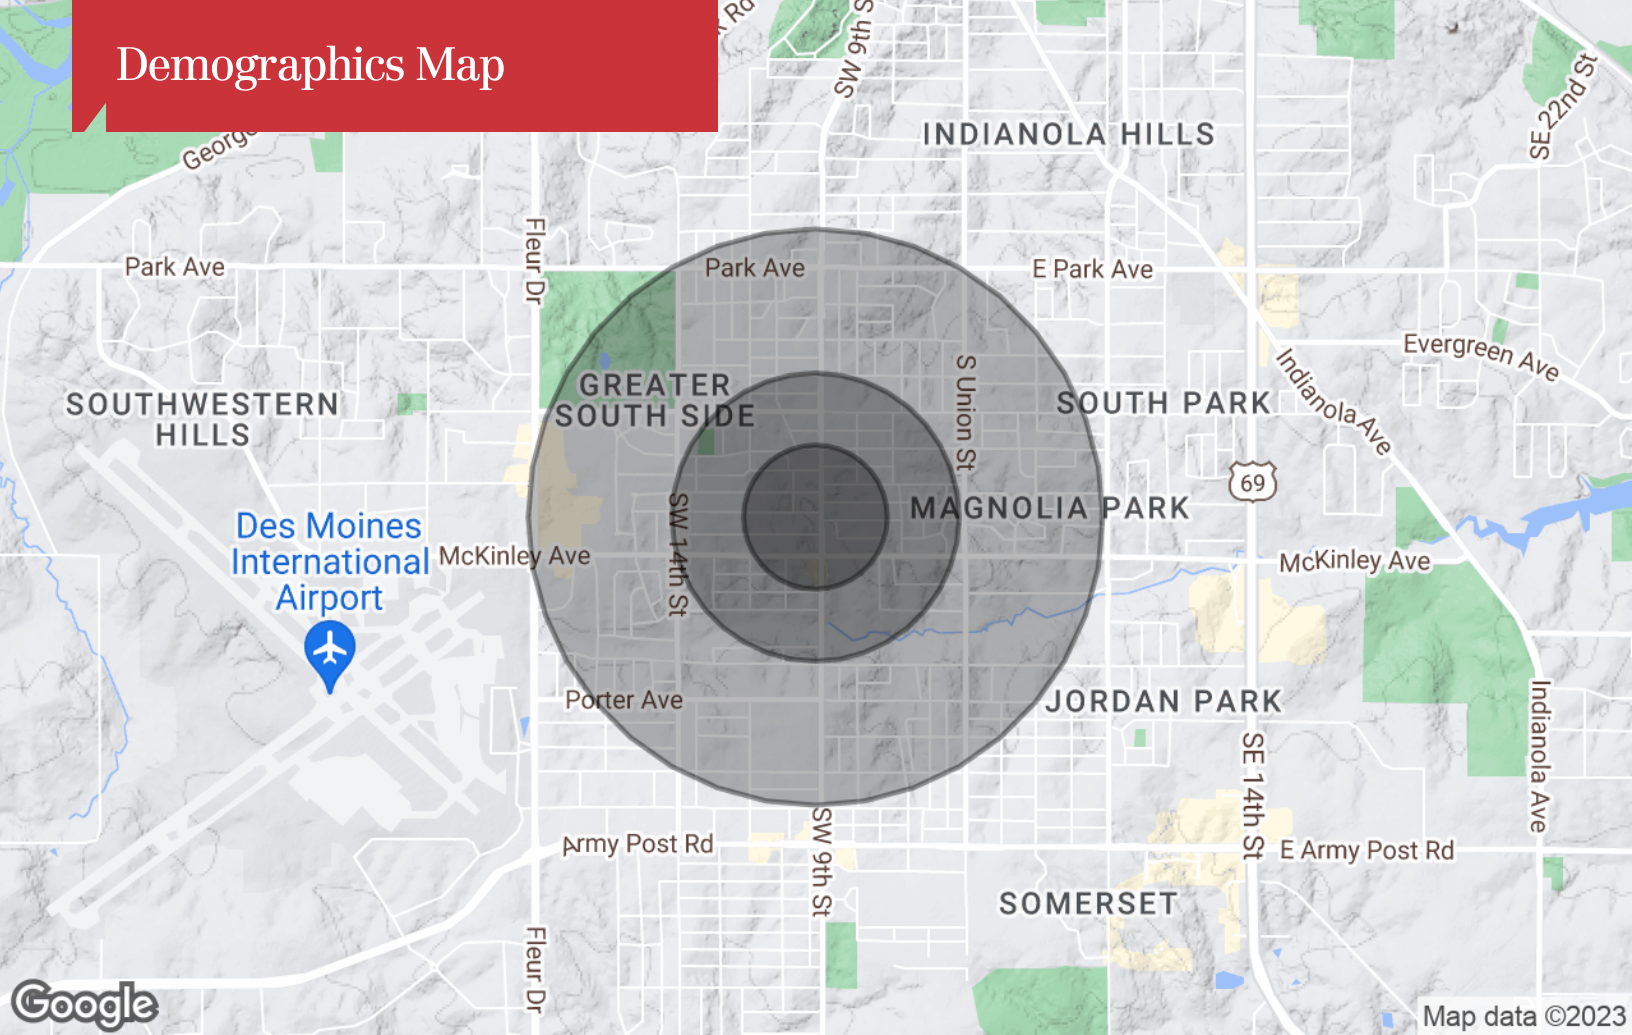 Demographics Map
k Rd
SW 9th S
INDIANOLA HILLS
SE 22nd St
George
Fleur Dr
Park Ave
Park Ave
E Park Ave
Evergreen Ave
Indianola Ave
GREATER
SOUTH SIDE
S Union St
SOUTH PARK
SOUTHWESTERN
HILLS
69
SW 14th St
MAGNOLIA PARK
Des Moines
International
Airport
McKinley Ave
McKinley Ave
Porter Ave
JORDAN PARK
Indianola Ave
SE 14th St
SW 9th St
Army Post Rd
E Army Post Rd
SOMERSET
Fleur Dr
Google
Map data ©2023